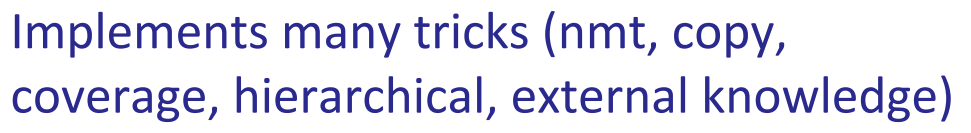 Implements many tricks (nmt, copy,
coverage, hierarchical, external knowledge)